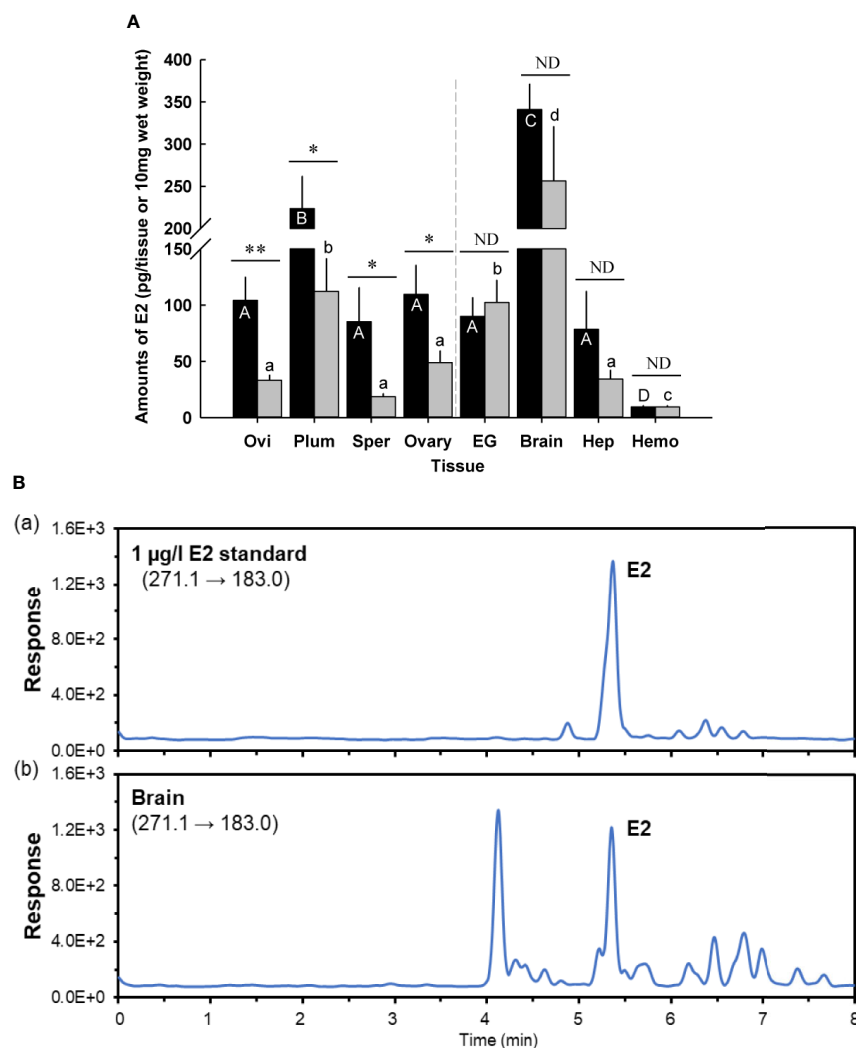 A
Amounts of E2 (pg/tissue or 10mg wet weight)
400
350
300
250
200
150
100
50
0
** * * * ND ND ND ND
A a B b A a A a A b C d A a D c
Ovi Plum Sper Ovary EG Brain Hep Hemo
Tissue
B
(a)
1.6E+3
1.2E+3
8.0E+2
4.0E+2
0.0E+0
Response
1 µg/l E2 standard
(271.1 → 183.0)
E2
(b)
1.6E+3
1.2E+3
8.0E+2
4.0E+2
0.0E+0
Response
Brain
(271.1 → 183.0)
E2
0 1 2 3 4 5 6 7 8
Time (min)